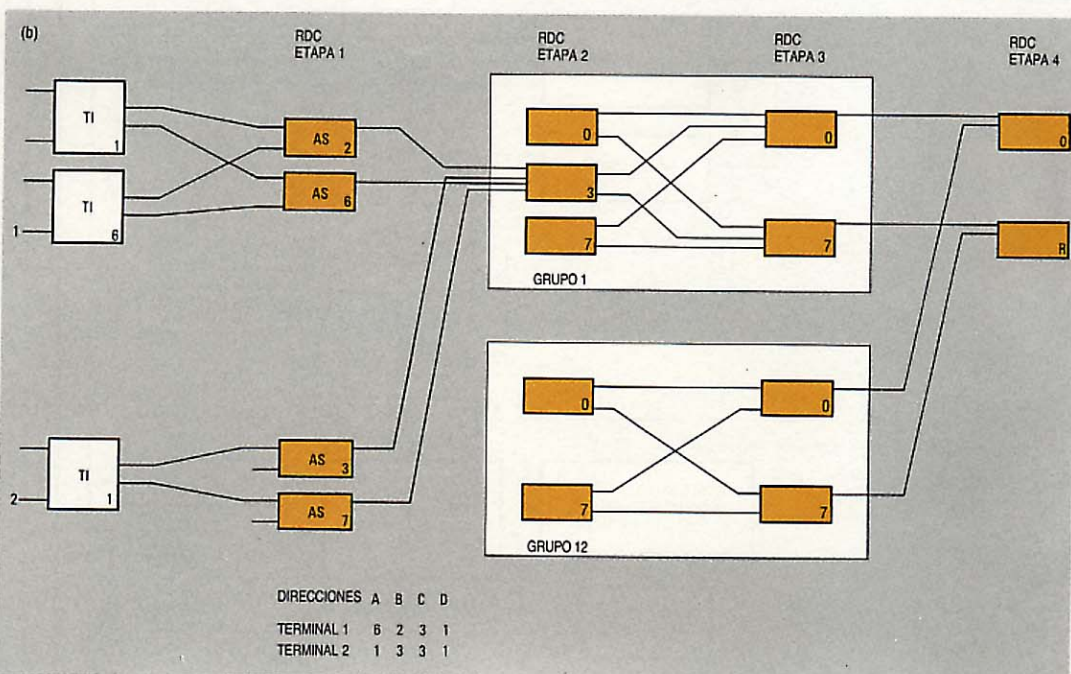 (b)
RDC
ETAPA 1
RDC
ETAPA 2
RDC
ETAPA 3
RDC
ETAPA 4
TI
1
TI
6
1
AS
2
AS
6
0
3
7
0
7
GRUPO 1
0
R
TI
1
2
AS
3
AS
7
0
7
0
7
GRUPO 12
DIRECCIONES A B C D
TERMINAL 1 6 2 3 1
TERMINAL 2 1 3 3 1